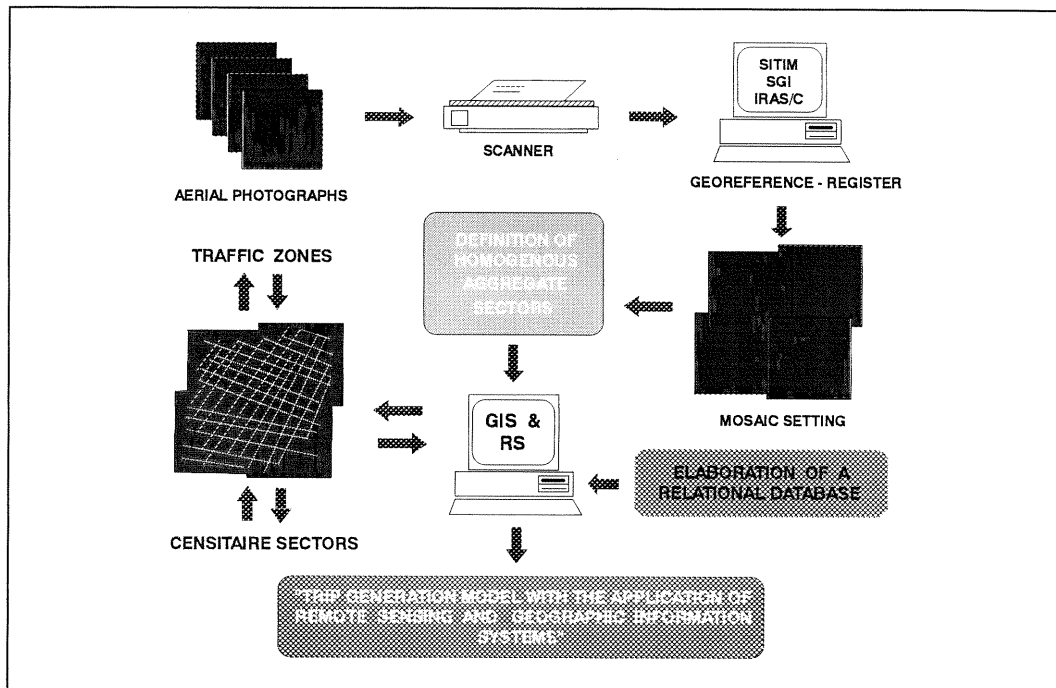 SITIM
SGI
IRAS/C
SCANNER
GEOREFERENCE - REGISTER
AERIAL PHOTOGRAPHS
DEFINITION OF
HOMOGENOUS
AGGREGATE
SECTORS
TRAFFIC ZONES
MOSAIC SETTING
GIS &
RS
ELABORATION OF A
RELATIONAL DATABASE
CENSITAIRE SECTORS
"TRIP GENERATION MODEL WITH THE APPLICATION OF
REMOTE SENSING AND GEOGRAPHIC INFORMATION
SYSTEMS"